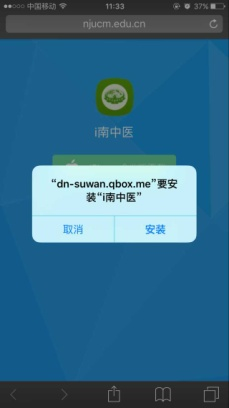 中国移动 11:33 37%
njucm.edu.cn
i南中医
“dn-suwan.qbox.me”要安
装“i南中医”
取消 安装